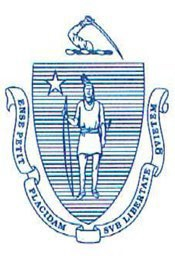 ENSE PETIT
PLACIDAM
SVB LIBERTATE
QVIETEM